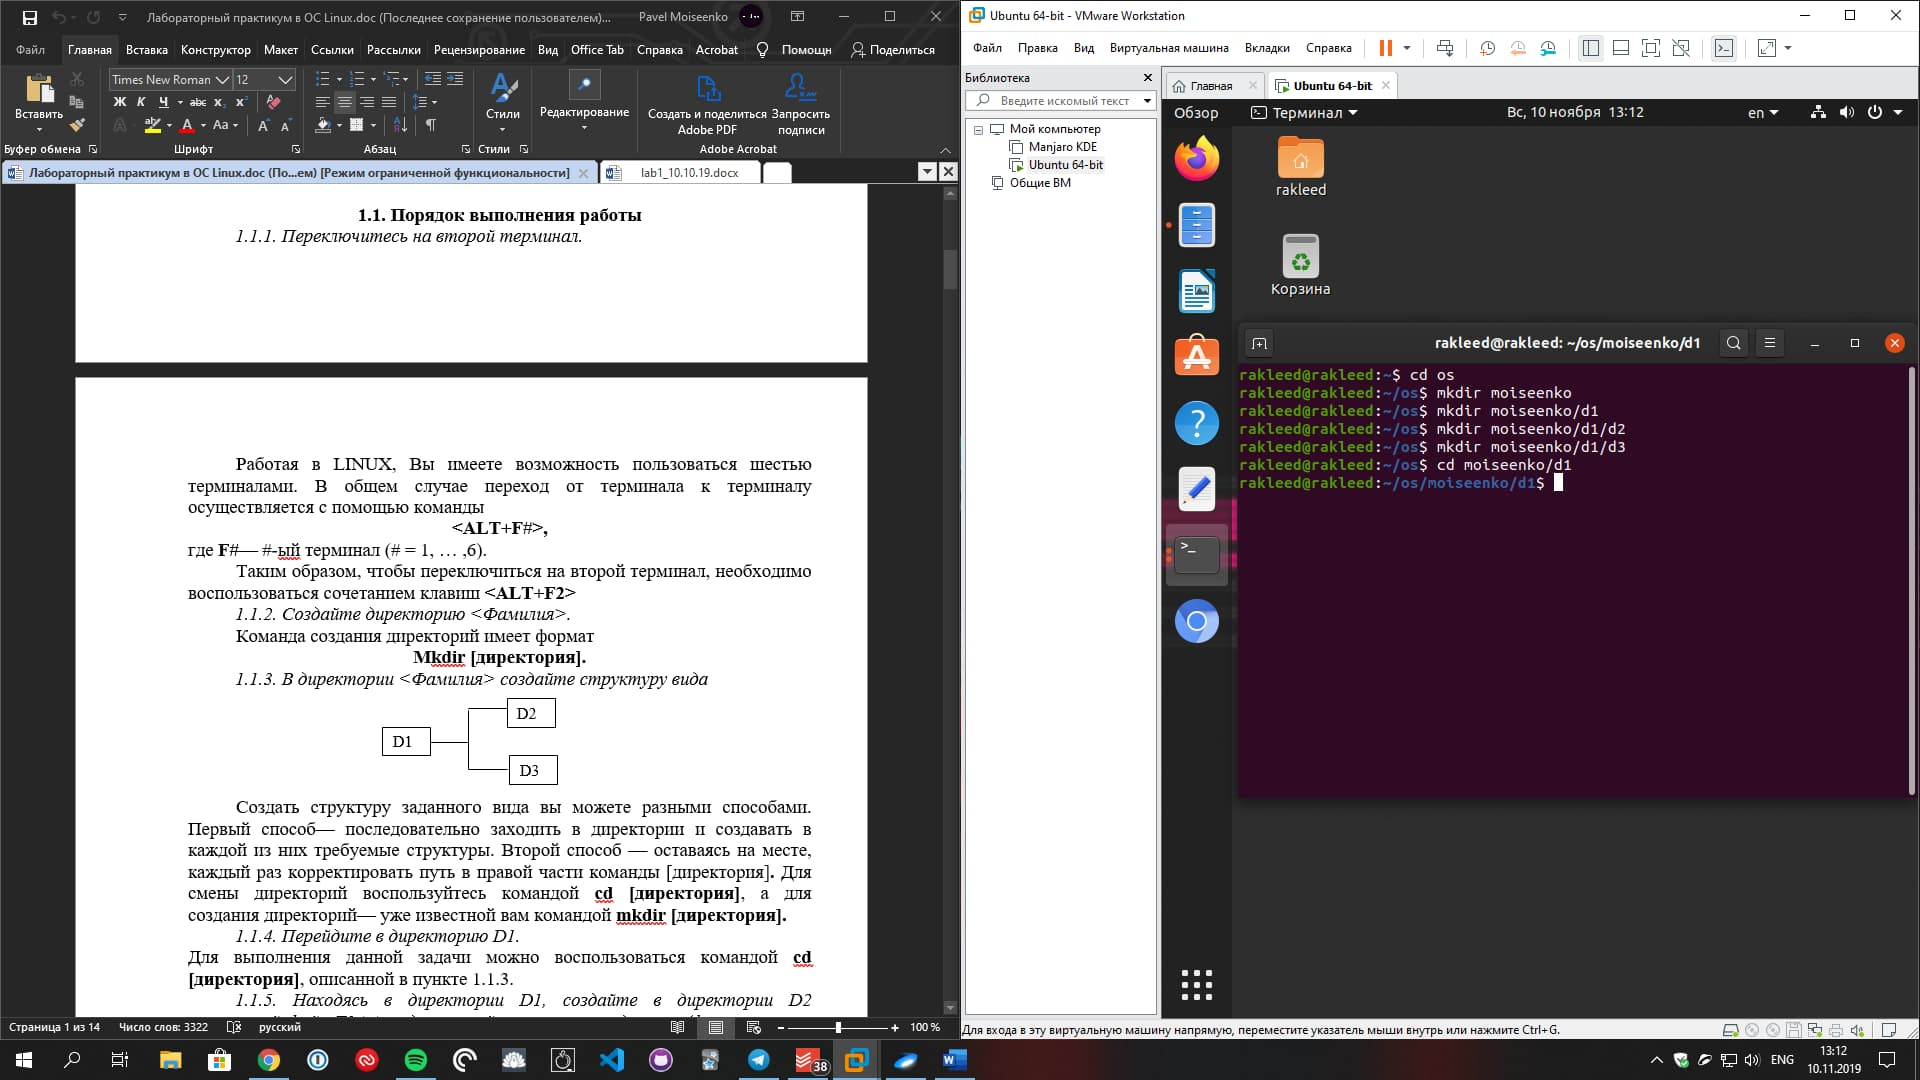 Лабораторный практикум в ОС Linux.doc (Последнее сохранение пользователем)...
Pavel Moiseenko
Файл Главная Вставка Конструктор Макет Ссылки Рассылки Рецензирование Вид Office Tab Справка Acrobat Помощн Поделиться
Times New Roman 12
Вставить
Ж К Ч abc x₂ x²
Aa
Стили
Редактирование
Создать и поделиться Adobe PDF
Запросить подписи
Буфер обмена Шрифт Абзац Стили Adobe Acrobat
Лабораторный практикум в ОС Linux.doc (По...ем) [Режим ограниченной функциональности]
lab1_10.10.19.docx
1.1. Порядок выполнения работы
1.1.1. Переключитесь на второй терминал.
Работая в LINUX, Вы имеете возможность пользоваться шестью
терминалами. В общем случае переход от терминала к терминалу
осуществляется с помощью команды
<ALT+F#>,
где F#— #-ый терминал (# = 1, … ,6).
Таким образом, чтобы переключиться на второй терминал, необходимо
воспользоваться сочетанием клавиш <ALT+F2>
1.1.2. Создайте директорию <Фамилия>.
Команда создания директорий имеет формат
Mkdir [директория].
1.1.3. В директории <Фамилия> создайте структуру вида
D2
D1
D3
Создать структуру заданного вида вы можете разными способами.
Первый способ— последовательно заходить в директории и создавать в
каждой из них требуемые структуры. Второй способ — оставаясь на месте,
каждый раз корректировать путь в правой части команды [директория]. Для
смены директорий воспользуйтесь командой cd [директория], а для
создания директорий— уже известной вам командой mkdir [директория].
1.1.4. Перейдите в директорию D1.
Для выполнения данной задачи можно воспользоваться командой cd
[директория], описанной в пункте 1.1.3.
1.1.5. Находясь в директории D1, создайте в директории D2
Страница 1 из 14 Число слов: 3322 русский 100 %
Ubuntu 64-bit - VMware Workstation
Файл Правка Вид Виртуальная машина Вкладки Справка
Библиотека
Введите искомый текст
Мой компьютер
Manjaro KDE
Ubuntu 64-bit
Общие ВМ
Главная
Ubuntu 64-bit
Обзор Терминал Вс, 10 ноября 13:12 en
rakleed
Корзина
rakleed@rakleed: ~/os/moiseenko/d1
rakleed@rakleed:~$ cd os
rakleed@rakleed:~/os$ mkdir moiseenko
rakleed@rakleed:~/os$ mkdir moiseenko/d1
rakleed@rakleed:~/os$ mkdir moiseenko/d1/d2
rakleed@rakleed:~/os$ mkdir moiseenko/d1/d3
rakleed@rakleed:~/os$ cd moiseenko/d1
rakleed@rakleed:~/os/moiseenko/d1$
Для входа в эту виртуальную машину напрямую, переместите указатель мыши внутрь или нажмите Ctrl+G.
38
ENG
13:12
10.11.2019